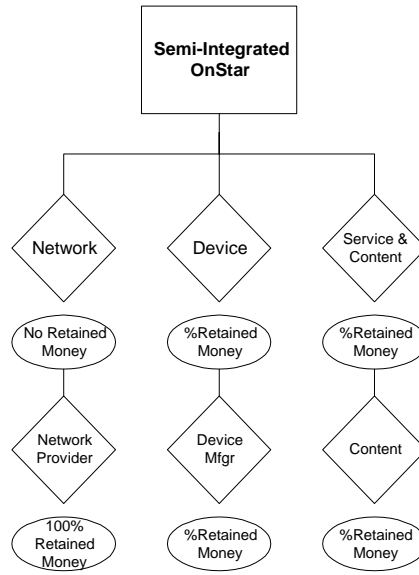 Semi-Integrated
OnStar
Network
Device
Service &
Content
No Retained
Money
%Retained
Money
%Retained
Money
Network
Provider
Device
Mfgr
Content
100%
Retained
Money
%Retained
Money
%Retained
Money